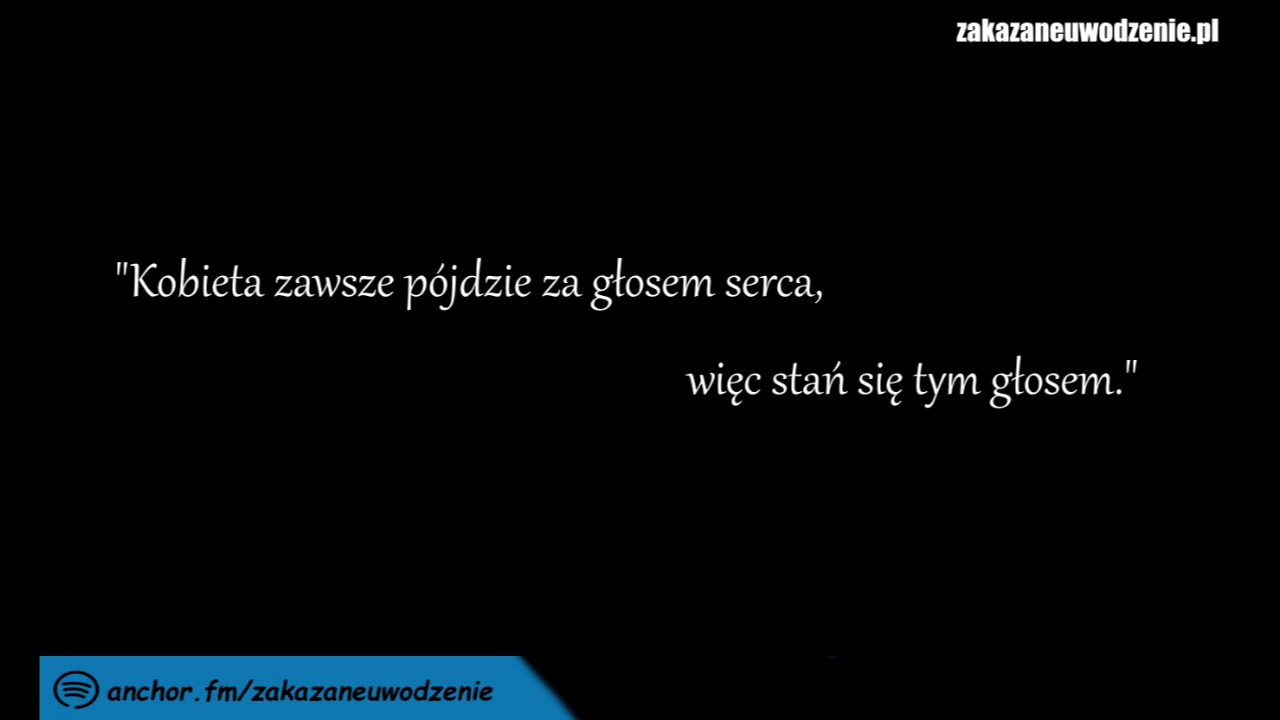 zakazaneuwodzenie.pl
"Kobieta zawsze pójdzie za głosem serca,
więc stań się tym głosem."
anchor.fm/zakazaneuwodzenie